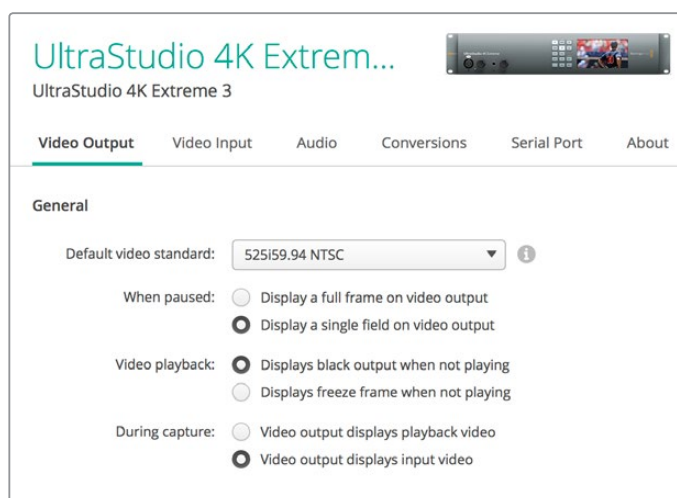 UltraStudio 4K Extrem...
UltraStudio 4K Extreme 3
Video Output Video Input Audio Conversions Serial Port About
General
Default video standard: 525i59.94 NTSC
When paused: Display a full frame on video output
Display a single field on video output
Video playback: Displays black output when not playing
Displays freeze frame when not playing
During capture: Video output displays playback video
Video output displays input video